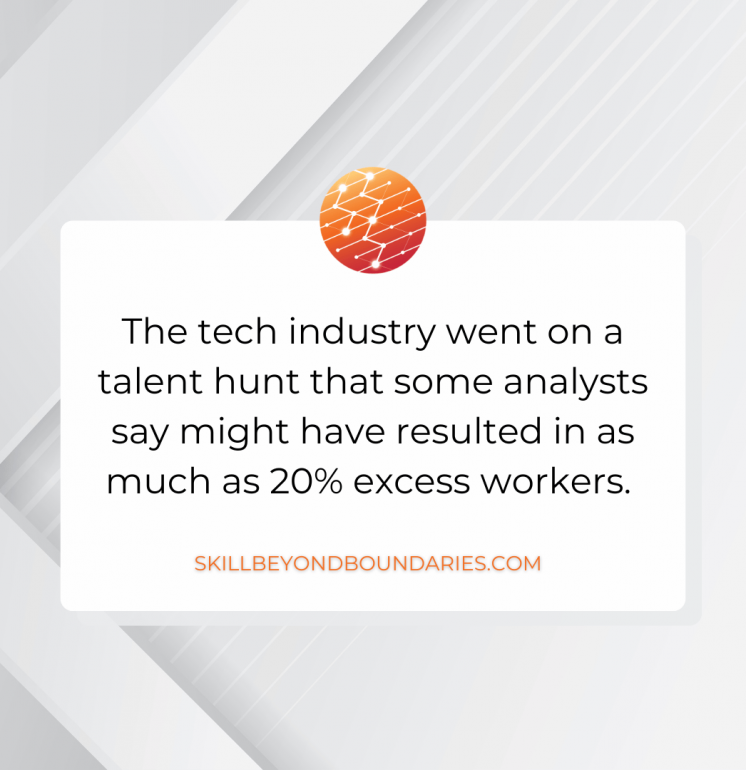 The tech industry went on a
talent hunt that some analysts
say might have resulted in as
much as 20% excess workers.
SKILLBEYONDBOUNDARIES.COM